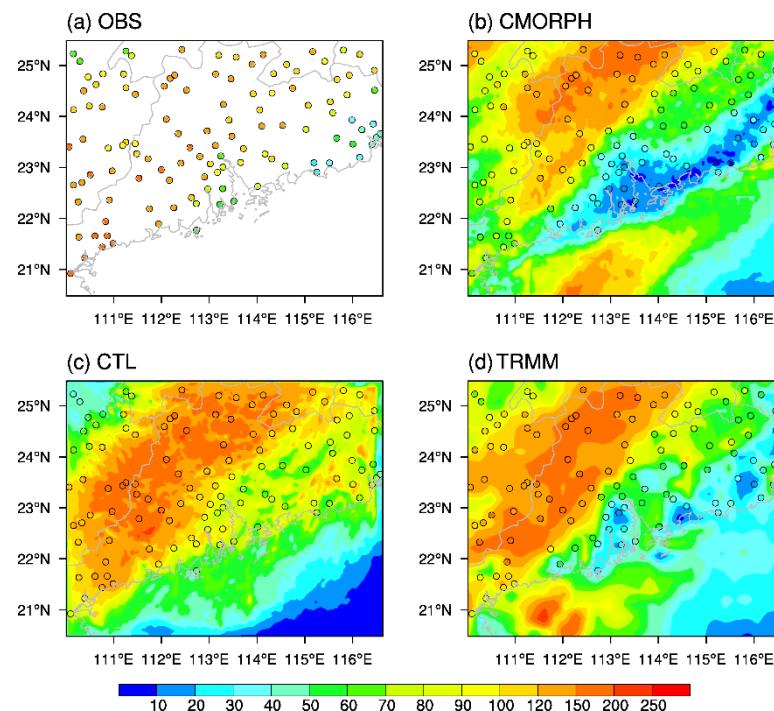 (a) OBS
(b) CMORPH
25°N
24°N
23°N
22°N
21°N
111°E 112°E 113°E 114°E 115°E 116°E
25°N
24°N
23°N
22°N
21°N
111°E 112°E 113°E 114°E 115°E 116°E
(c) CTL
(d) TRMM
25°N
24°N
23°N
22°N
21°N
111°E 112°E 113°E 114°E 115°E 116°E
25°N
24°N
23°N
22°N
21°N
111°E 112°E 113°E 114°E 115°E 116°E
10 20 30 40 50 60 70 80 90 100 120 150 200 250